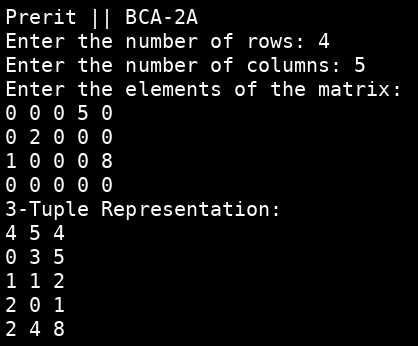 Prerit || BCA-2A
Enter the number of rows: 4
Enter the number of columns: 5
Enter the elements of the matrix:
0 0 0 5 0
0 2 0 0 0
1 0 0 0 8
0 0 0 0 0
3-Tuple Representation:
4 5 4
0 3 5
1 1 2
2 0 1
2 4 8